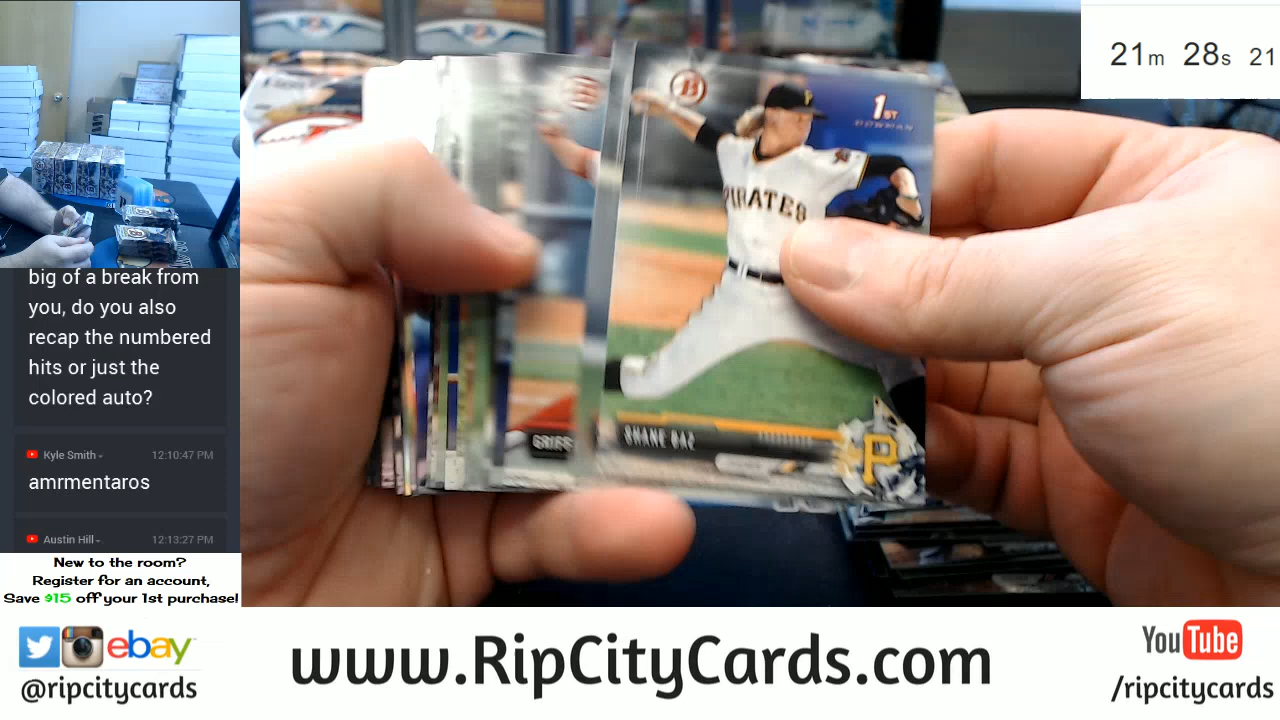 21m 28s 21
1ST
BOWMAN
B
P
PIRATES
SHANE BAZ
P
GRIFF
big of a break from
you, do you also
recap the numbered
hits or just the
colored auto?
Kyle Smith
12:10:47 PM
amrmentaros
Austin Hill
12:13:27 PM
New to the room?
Register for an account,
Save $15 off your 1st purchase!
ebay
@ripcitycards
www.RipCityCards.com
YouTube
/ripcitycards